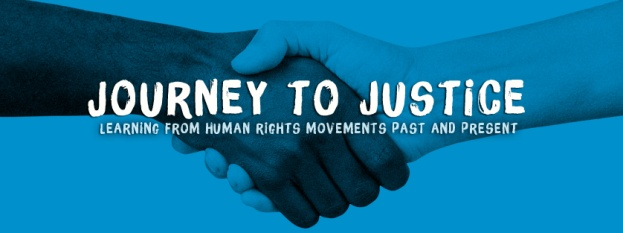 JOURNEY TO JUSTICE
LEARNING FROM HUMAN RIGHTS MOVEMENTS PAST AND PRESENT